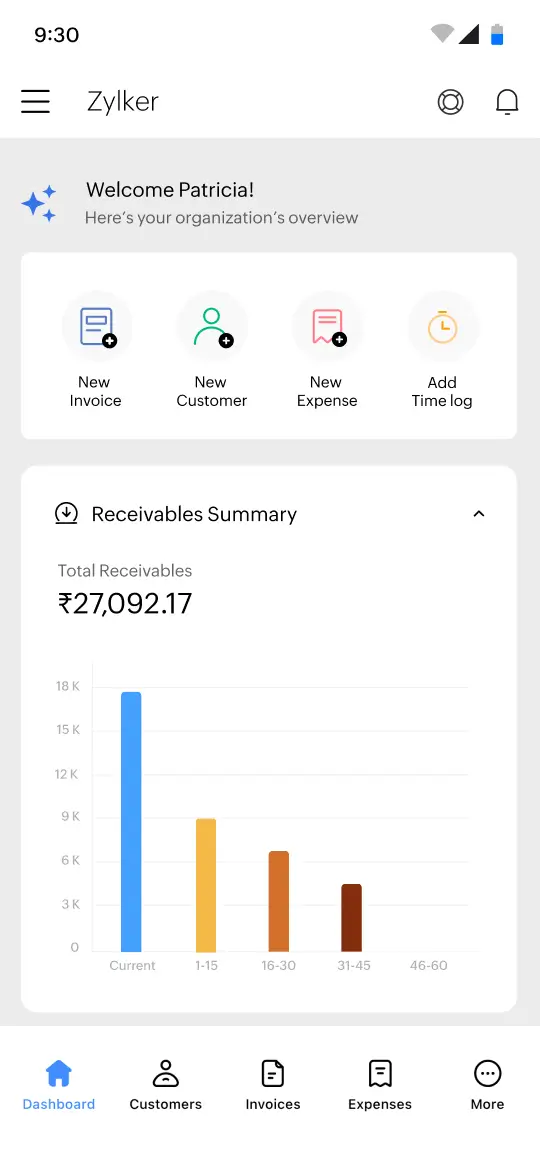 9:30
Zylker
Welcome Patricia!
Here's your organization's overview
New Invoice
New Customer
New Expense
Add Time log
Receivables Summary
Total Receivables
₹27,092.17
18 K
15 K
12 K
9 K
6 K
3 K
0
Current 1-15 16-30 31-45 46-60
Dashboard Customers Invoices Expenses More